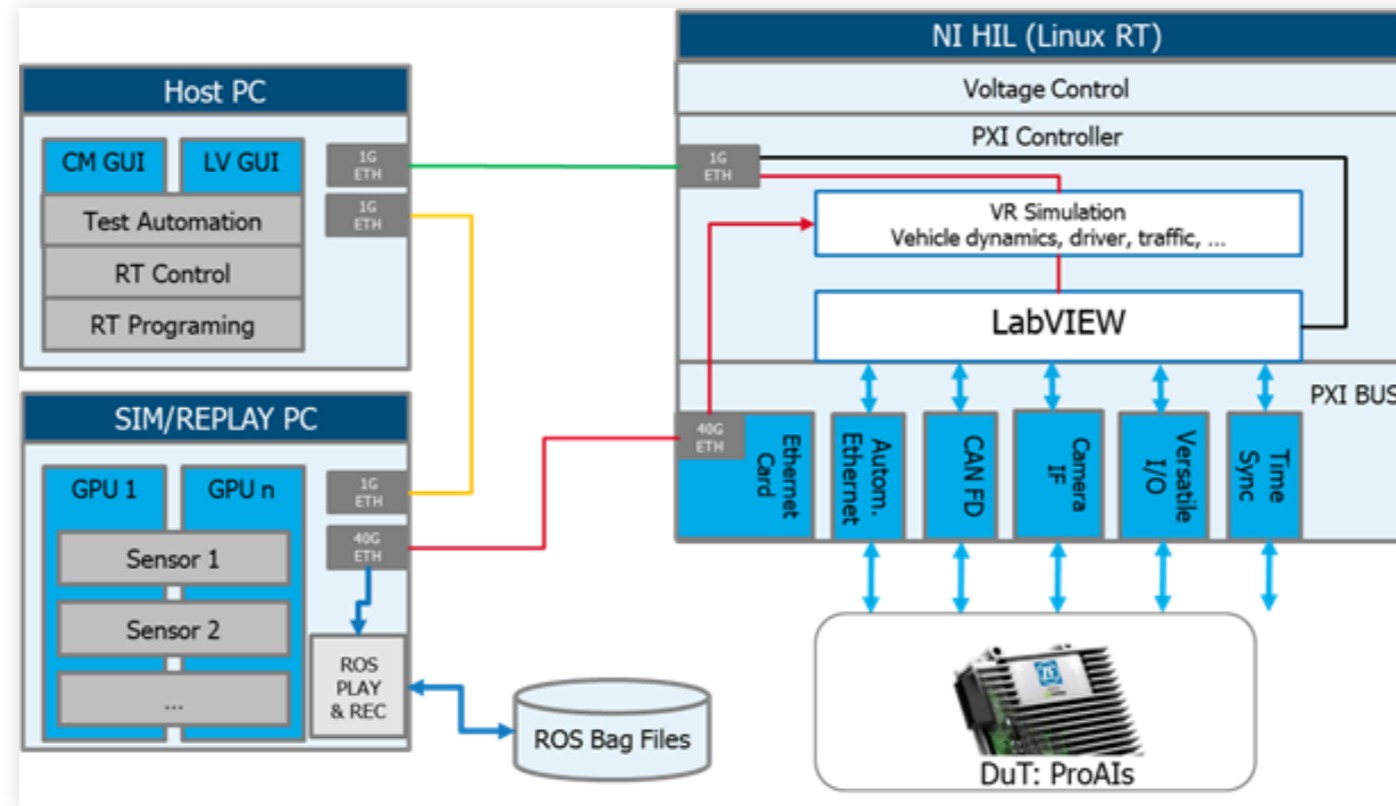 NI HIL (Linux RT)
Voltage Control
PXI Controller
1G
ETH
VR Simulation
Vehicle dynamics, driver, traffic, ...
LabVIEW
PXI BUS
40G
ETH
Ethernet
Card
Autom.
Ethernet
CAN FD
Camera
IF
Versatile
I/O
Time
Sync
Host PC
CM GUI
LV GUI
1G
ETH
1G
ETH
Test Automation
RT Control
RT Programing
SIM/REPLAY PC
GPU 1
GPU n
1G
ETH
40G
ETH
Sensor 1
Sensor 2
...
ROS
PLAY
& REC
ROS Bag Files
ZF
DuT: ProAIs